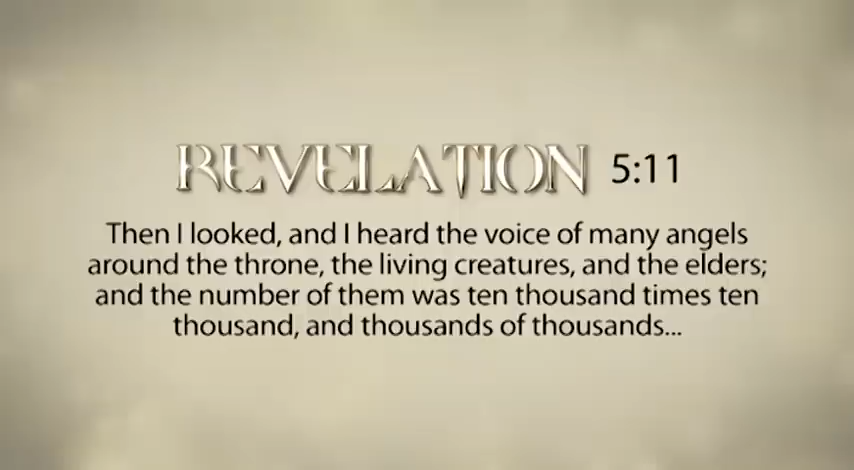 REVELATION 5:11
Then I looked, and I heard the voice of many angels
around the throne, the living creatures, and the elders;
and the number of them was ten thousand times ten
thousand, and thousands of thousands...